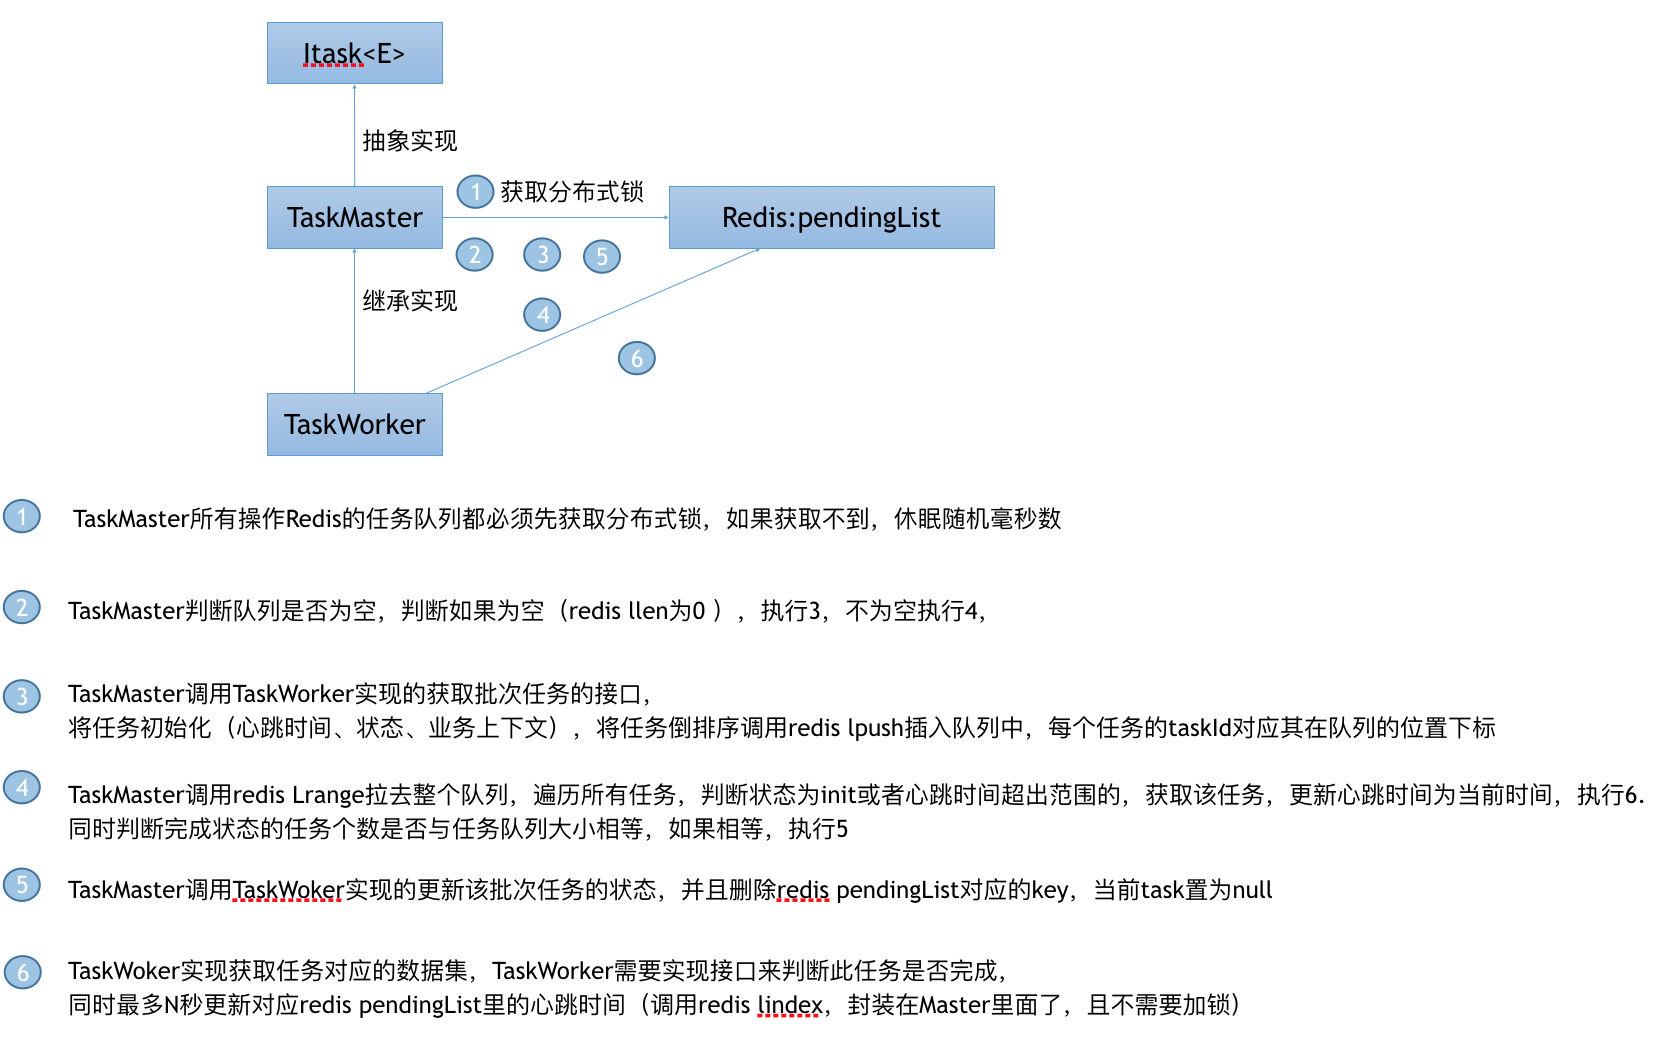 Itask<E>
抽象实现
TaskMaster
1 获取分布式锁
Redis:pendingList
2 3 5
继承实现
4
6
TaskWorker
1 TaskMaster所有操作Redis的任务队列都必须先获取分布式锁，如果获取不到，休眠随机毫秒数
2 TaskMaster判断队列是否为空，判断如果为空（redis llen为0 ），执行3，不为空执行4，
3 TaskMaster调用TaskWorker实现的获取批次任务的接口，
将任务初始化（心跳时间、状态、业务上下文），将任务倒排序调用redis lpush插入队列中，每个任务的taskId对应其在队列的位置下标
4 TaskMaster调用redis Lrange拉去整个队列，遍历所有任务，判断状态为init或者心跳时间超出范围的，获取该任务，更新心跳时间为当前时间，执行6.
同时判断完成状态的任务个数是否与任务队列大小相等，如果相等，执行5
5 TaskMaster调用TaskWoker实现的更新该批次任务的状态，并且删除redis pendingList对应的key，当前task置为null
6 TaskWoker实现获取任务对应的数据集，TaskWorker需要实现接口来判断此任务是否完成，
同时最多N秒更新对应redis pendingList里的心跳时间（调用redis lindex，封装在Master里面了，且不需要加锁）